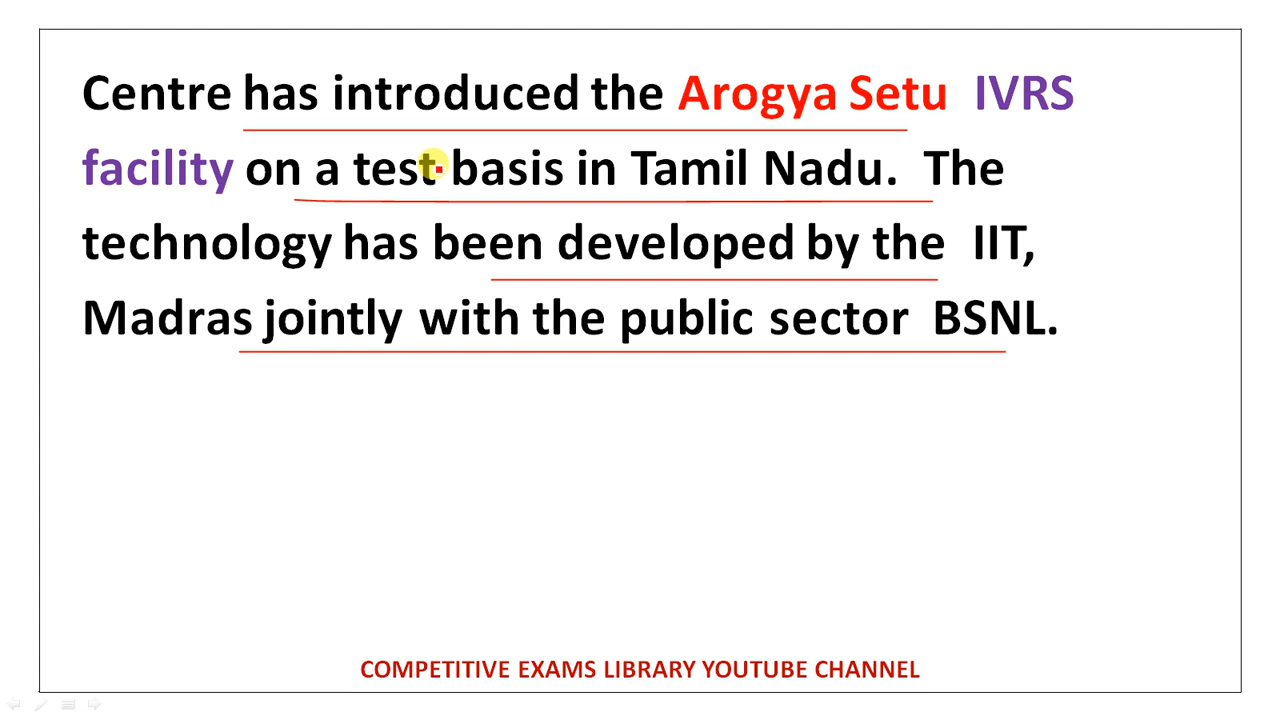 Centre has introduced the Arogya Setu IVRS
facility on a test basis in Tamil Nadu. The
technology has been developed by the IIT,
Madras jointly with the public sector BSNL.
COMPETITIVE EXAMS LIBRARY YOUTUBE CHANNEL